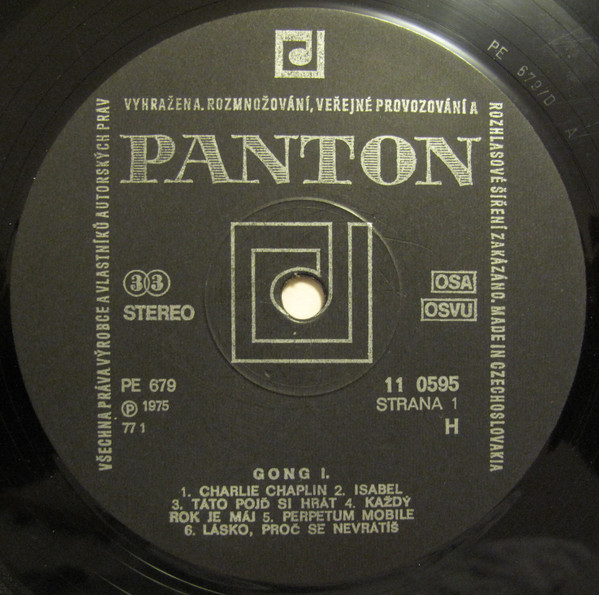 VYHRAŽENA. ROZMNOŽOVÁNÍ, VEŘEJNÉ PROVOZOVÁNÍ A
PANTON
VŠECHNA PRÁVA VÝROBCE A VLASTNÍKŮ AUTORSKÝCH PRÁV
ROZHLASOVÉ ŠÍŘENÍ ZAKÁZÁNO. MADE IN CZECHOSLOVAKIA
PE 679/D A
33
STEREO
OSA
OSVU
PE 679
Ⓟ 1975
77 1
11 0595
STRANA 1
H
GONG I.
1. CHARLIE CHAPLIN 2. ISABEL
3. TÁTO POJĎ SI HRÁT 4. KAŽDÝ
ROK JE MÁJ 5. PERPETUM MOBILE
6. LÁSKO, PROČ SE NEVRÁTÍŠ